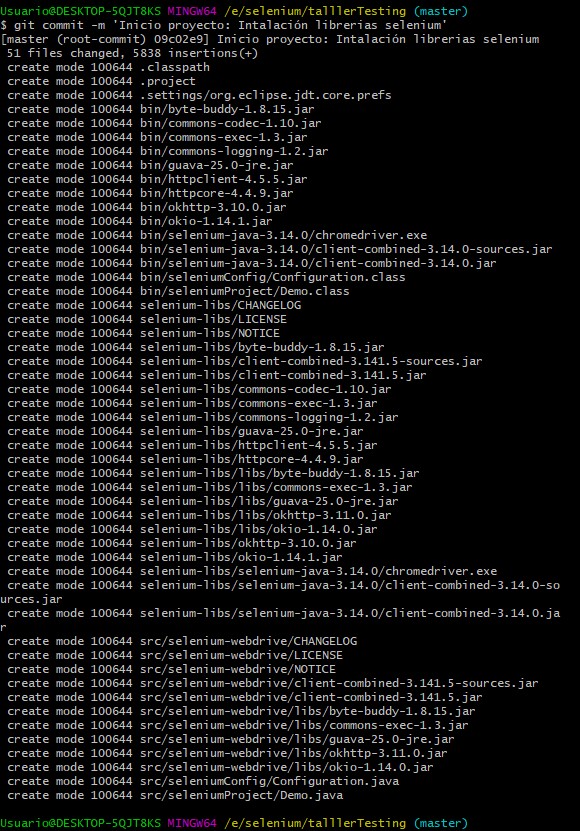 Usuario@DESKTOP-5QJT8KS MINGW64 /e/selenium/talllerTesting (master)
$ git commit -m 'Inicio proyecto: Intalación librerias selenium'
[master (root-commit) 09c02e9] Inicio proyecto: Intalación librerias selenium
 51 files changed, 5838 insertions(+)
 create mode 100644 .classpath
 create mode 100644 .project
 create mode 100644 .settings/org.eclipse.jdt.core.prefs
 create mode 100644 bin/byte-buddy-1.8.15.jar
 create mode 100644 bin/commons-codec-1.10.jar
 create mode 100644 bin/commons-exec-1.3.jar
 create mode 100644 bin/commons-logging-1.2.jar
 create mode 100644 bin/guava-25.0-jre.jar
 create mode 100644 bin/httpclient-4.5.5.jar
 create mode 100644 bin/httpcore-4.4.9.jar
 create mode 100644 bin/okhttp-3.10.0.jar
 create mode 100644 bin/okio-1.14.1.jar
 create mode 100644 bin/selenium-java-3.14.0/chromedriver.exe
 create mode 100644 bin/selenium-java-3.14.0/client-combined-3.14.0-sources.jar
 create mode 100644 bin/selenium-java-3.14.0/client-combined-3.14.0.jar
 create mode 100644 bin/seleniumConfig/Configuration.class
 create mode 100644 bin/seleniumProject/Demo.class
 create mode 100644 selenium-libs/CHANGELOG
 create mode 100644 selenium-libs/LICENSE
 create mode 100644 selenium-libs/NOTICE
 create mode 100644 selenium-libs/byte-buddy-1.8.15.jar
 create mode 100644 selenium-libs/client-combined-3.141.5-sources.jar
 create mode 100644 selenium-libs/client-combined-3.141.5.jar
 create mode 100644 selenium-libs/commons-codec-1.10.jar
 create mode 100644 selenium-libs/commons-exec-1.3.jar
 create mode 100644 selenium-libs/commons-logging-1.2.jar
 create mode 100644 selenium-libs/guava-25.0-jre.jar
 create mode 100644 selenium-libs/httpclient-4.5.5.jar
 create mode 100644 selenium-libs/httpcore-4.4.9.jar
 create mode 100644 selenium-libs/libs/byte-buddy-1.8.15.jar
 create mode 100644 selenium-libs/libs/commons-exec-1.3.jar
 create mode 100644 selenium-libs/libs/guava-25.0-jre.jar
 create mode 100644 selenium-libs/libs/okhttp-3.11.0.jar
 create mode 100644 selenium-libs/libs/okio-1.14.0.jar
 create mode 100644 selenium-libs/okhttp-3.10.0.jar
 create mode 100644 selenium-libs/okio-1.14.1.jar
 create mode 100644 selenium-libs/selenium-java-3.14.0/chromedriver.exe
 create mode 100644 selenium-libs/selenium-java-3.14.0/client-combined-3.14.0-so
urces.jar
 create mode 100644 selenium-libs/selenium-java-3.14.0/client-combined-3.14.0.ja
r
 create mode 100644 src/selenium-webdrive/CHANGELOG
 create mode 100644 src/selenium-webdrive/LICENSE
 create mode 100644 src/selenium-webdrive/NOTICE
 create mode 100644 src/selenium-webdrive/client-combined-3.141.5-sources.jar
 create mode 100644 src/selenium-webdrive/client-combined-3.141.5.jar
 create mode 100644 src/selenium-webdrive/libs/byte-buddy-1.8.15.jar
 create mode 100644 src/selenium-webdrive/libs/commons-exec-1.3.jar
 create mode 100644 src/selenium-webdrive/libs/guava-25.0-jre.jar
 create mode 100644 src/selenium-webdrive/libs/okhttp-3.11.0.jar
 create mode 100644 src/selenium-webdrive/libs/okio-1.14.0.jar
 create mode 100644 src/seleniumConfig/Configuration.java
 create mode 100644 src/seleniumProject/Demo.java
Usuario@DESKTOP-5QJT8KS MINGW64 /e/selenium/talllerTesting (master)